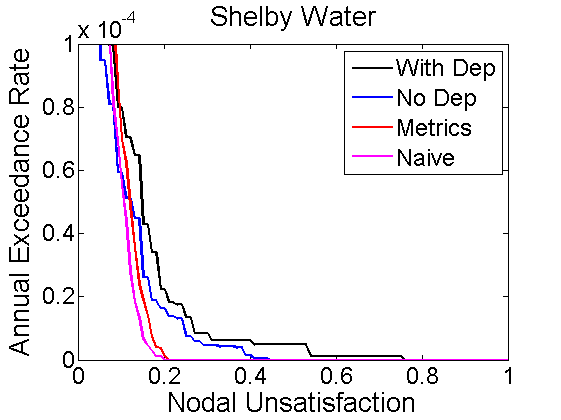 Shelby Water
x 10^-4
1
0.8
0.6
0.4
0.2
0
Annual Exceedance Rate
With Dep
No Dep
Metrics
Naive
0 0.2 0.4 0.6 0.8 1
Nodal Unsatisfaction